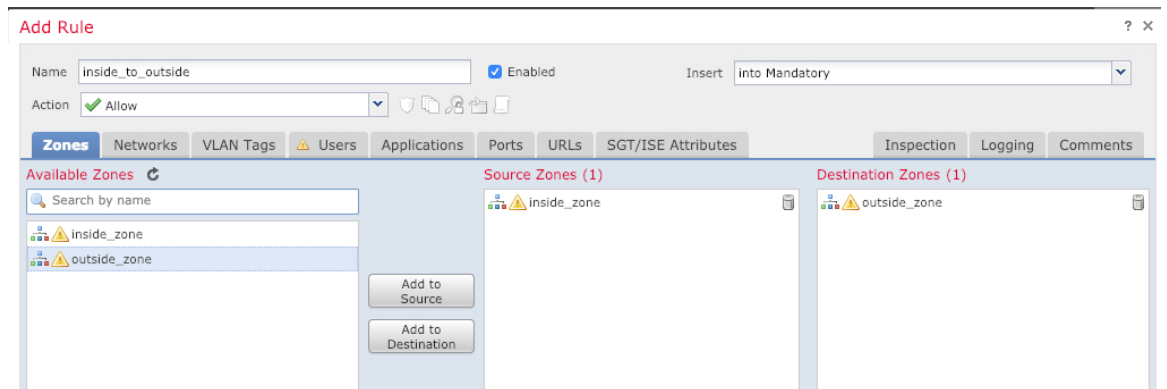 Add Rule
? ×
Name inside_to_outside Enabled Insert into Mandatory
Action Allow
Zones Networks VLAN Tags Users Applications Ports URLs SGT/ISE Attributes Inspection Logging Comments
Available Zones Source Zones (1) Destination Zones (1)
Search by name inside_zone outside_zone
inside_zone
outside_zone
Add to
Source
Add to
Destination